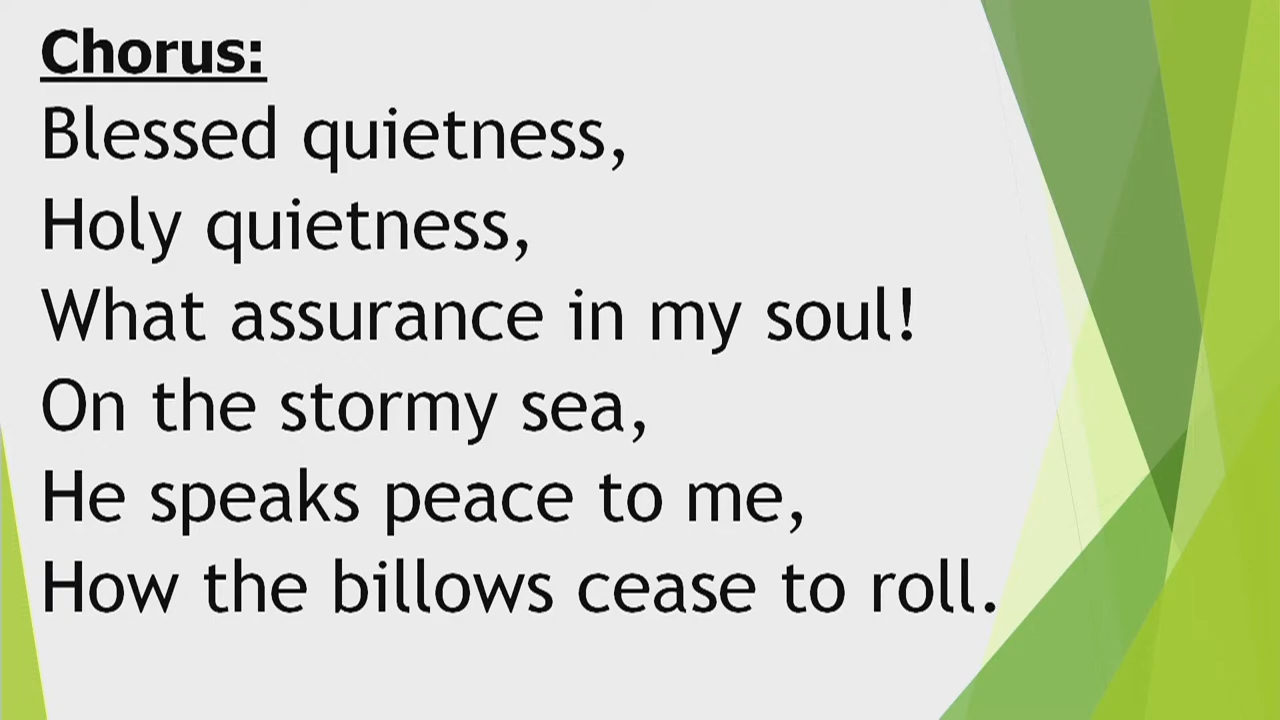 Chorus:
Blessed quietness,
Holy quietness,
What assurance in my soul!
On the stormy sea,
He speaks peace to me,
How the billows cease to roll.